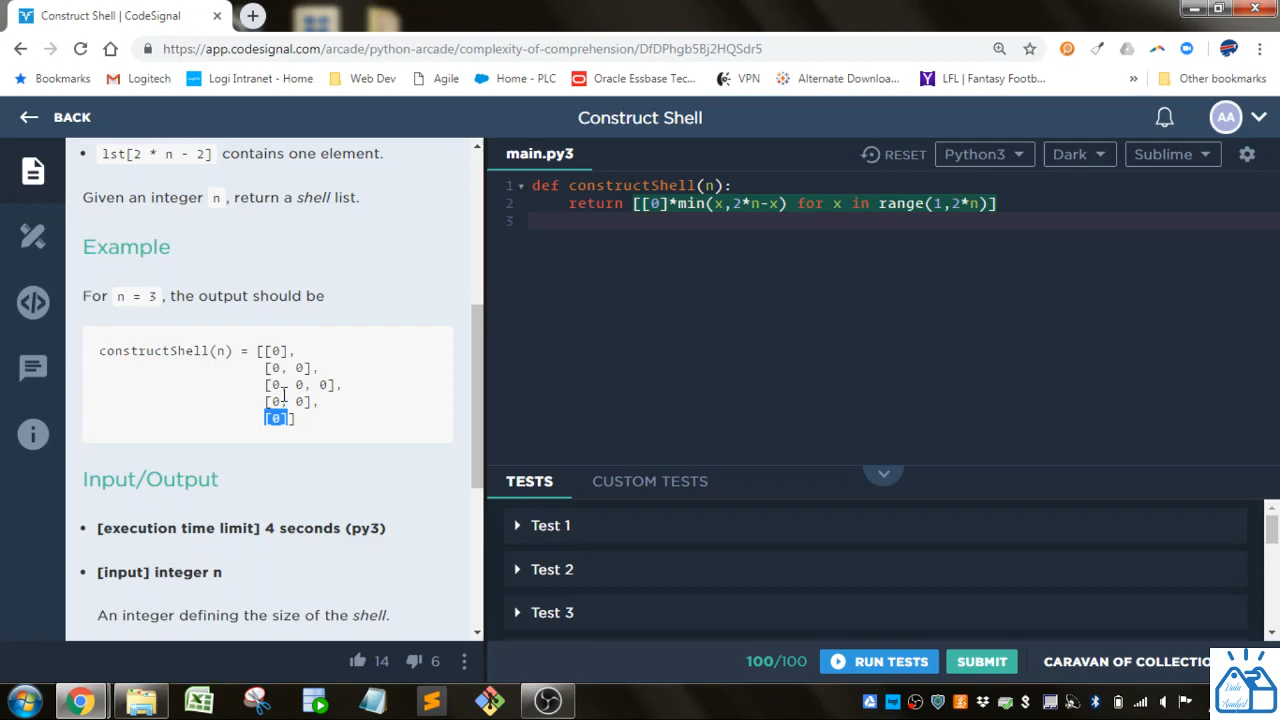 Construct Shell | CodeSignal
https://app.codesignal.com/arcade/python-arcade/complexity-of-comprehension/DfDPhgb5Bj2HQSdr5
Bookmarks Logitech Logi Intranet - Home Web Dev Agile Home - PLC Oracle Essbase Tec... VPN Alternate Downloa... LFL | Fantasy Footb... » Other bookmarks
BACK
Construct Shell
AA
lst[2 * n - 2] contains one element.
Given an integer n, return a shell list.
Example
For n = 3, the output should be
constructShell(n) = [[0],
[0, 0],
[0, 0, 0],
[0, 0],
[0]]
Input/Output
• [execution time limit] 4 seconds (py3)
• [input] integer n
An integer defining the size of the shell.
14 6
main.py3
RESET Python3 Dark Sublime
1 def constructShell(n):
2 return [[0]*min(x,2*n-x) for x in range(1,2*n)]
3
TESTS CUSTOM TESTS
Test 1
Test 2
Test 3
100/100 RUN TESTS SUBMIT CARAVAN OF COLLECTIO
Data
Analyst